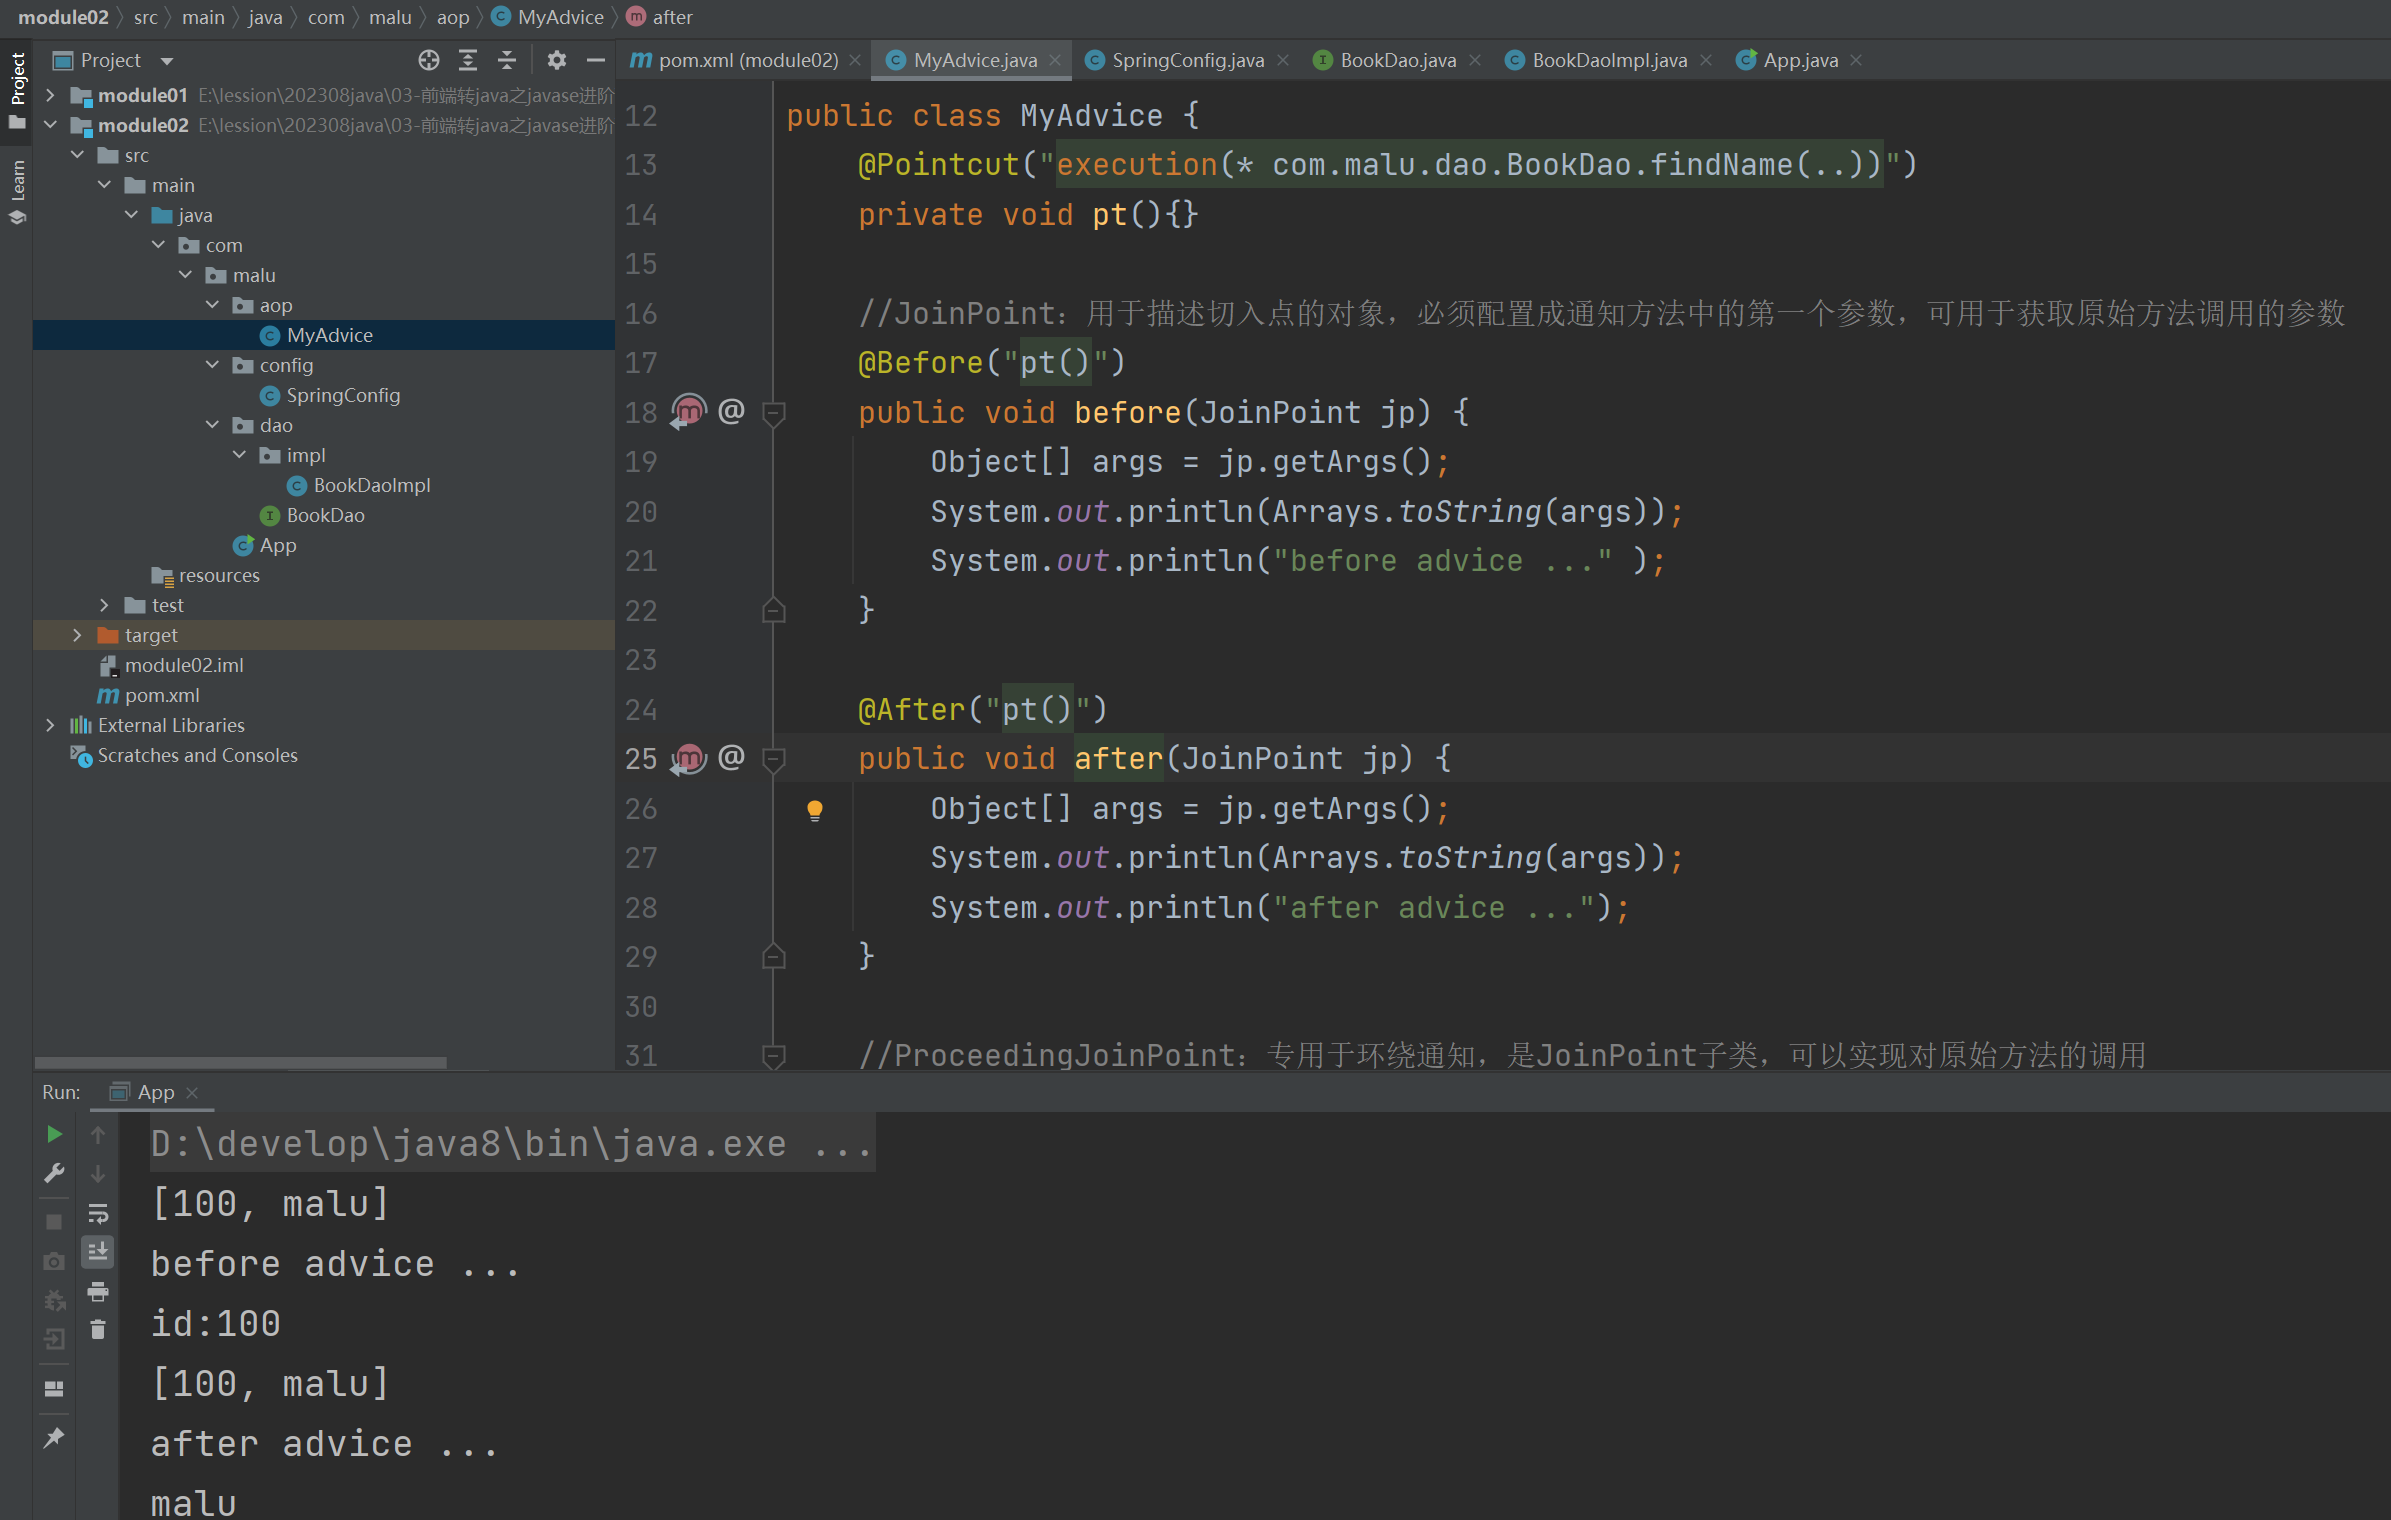 module02 src main java com malu aop MyAdvice after
Project
Learn
Project
module01 E:\lession\202308java\03-前端转java之javase进阶
module02 E:\lession\202308java\03-前端转java之javase进阶
src
main
java
com
malu
aop
MyAdvice
config
SpringConfig
dao
impl
BookDaoImpl
BookDao
App
resources
test
target
module02.iml
pom.xml
External Libraries
Scratches and Consoles
pom.xml (module02) MyAdvice.java SpringConfig.java BookDao.java BookDaoImpl.java App.java
12 public class MyAdvice {
13 @Pointcut("execution(* com.malu.dao.BookDao.findName(..))")
14 private void pt(){}
15
16 //JoinPoint：用于描述切入点的对象，必须配置成通知方法中的第一个参数，可用于获取原始方法调用的参数
17 @Before("pt()")
18 @ public void before(JoinPoint jp) {
19 Object[] args = jp.getArgs();
20 System.out.println(Arrays.toString(args));
21 System.out.println("before advice ..." );
22 }
23
24 @After("pt()")
25 @ public void after(JoinPoint jp) {
26 Object[] args = jp.getArgs();
27 System.out.println(Arrays.toString(args));
28 System.out.println("after advice ...");
29 }
30
31 //ProceedingJoinPoint：专用于环绕通知，是JoinPoint子类，可以实现对原始方法的调用
Run: App
D:\develop\java8\bin\java.exe ...
[100, malu]
before advice ...
id:100
[100, malu]
after advice ...
malu